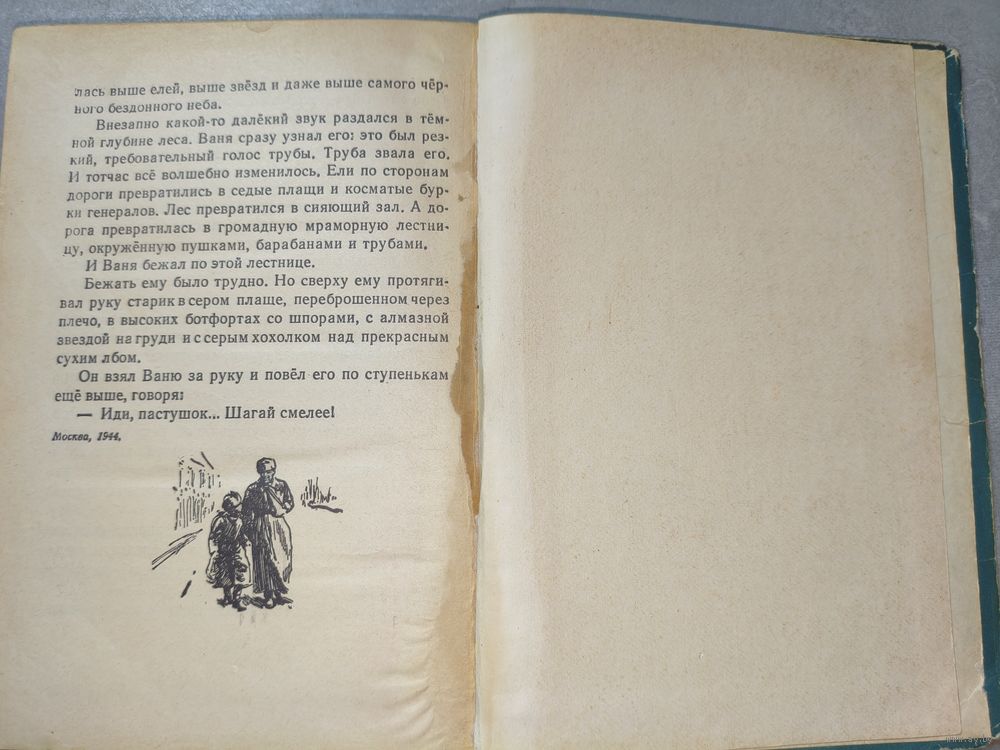 лась выше елей, выше звёзд и даже выше самого чёр-
ного бездонного неба.
Внезапно какой-то далёкий звук раздался в тём-
ной глубине леса. Ваня сразу узнал его: это был рез-
кий, требовательный голос трубы. Труба звала его.
И тотчас всё волшебно изменилось. Ели по сторонам
дороги превратились в седые плащи и косматые бур-
ки генералов. Лес превратился в сияющий зал. А до-
рога превратилась в громадную мраморную лестни-
цу, окружённую пушками, барабанами и трубами.
И Ваня бежал по этой лестнице.
Бежать ему было трудно. Но сверху ему протяги-
вал руку старик в сером плаще, переброшенном через
плечо, в высоких ботфортах со шпорами, с алмазной
звездой на груди и с серым хохолком над прекрасным
сухим лбом.
Он взял Ваню за руку и повёл его по ступенькам
ещё выше, говоря:
— Иди, пастушок... Шагай смелее!
Москва, 1944.